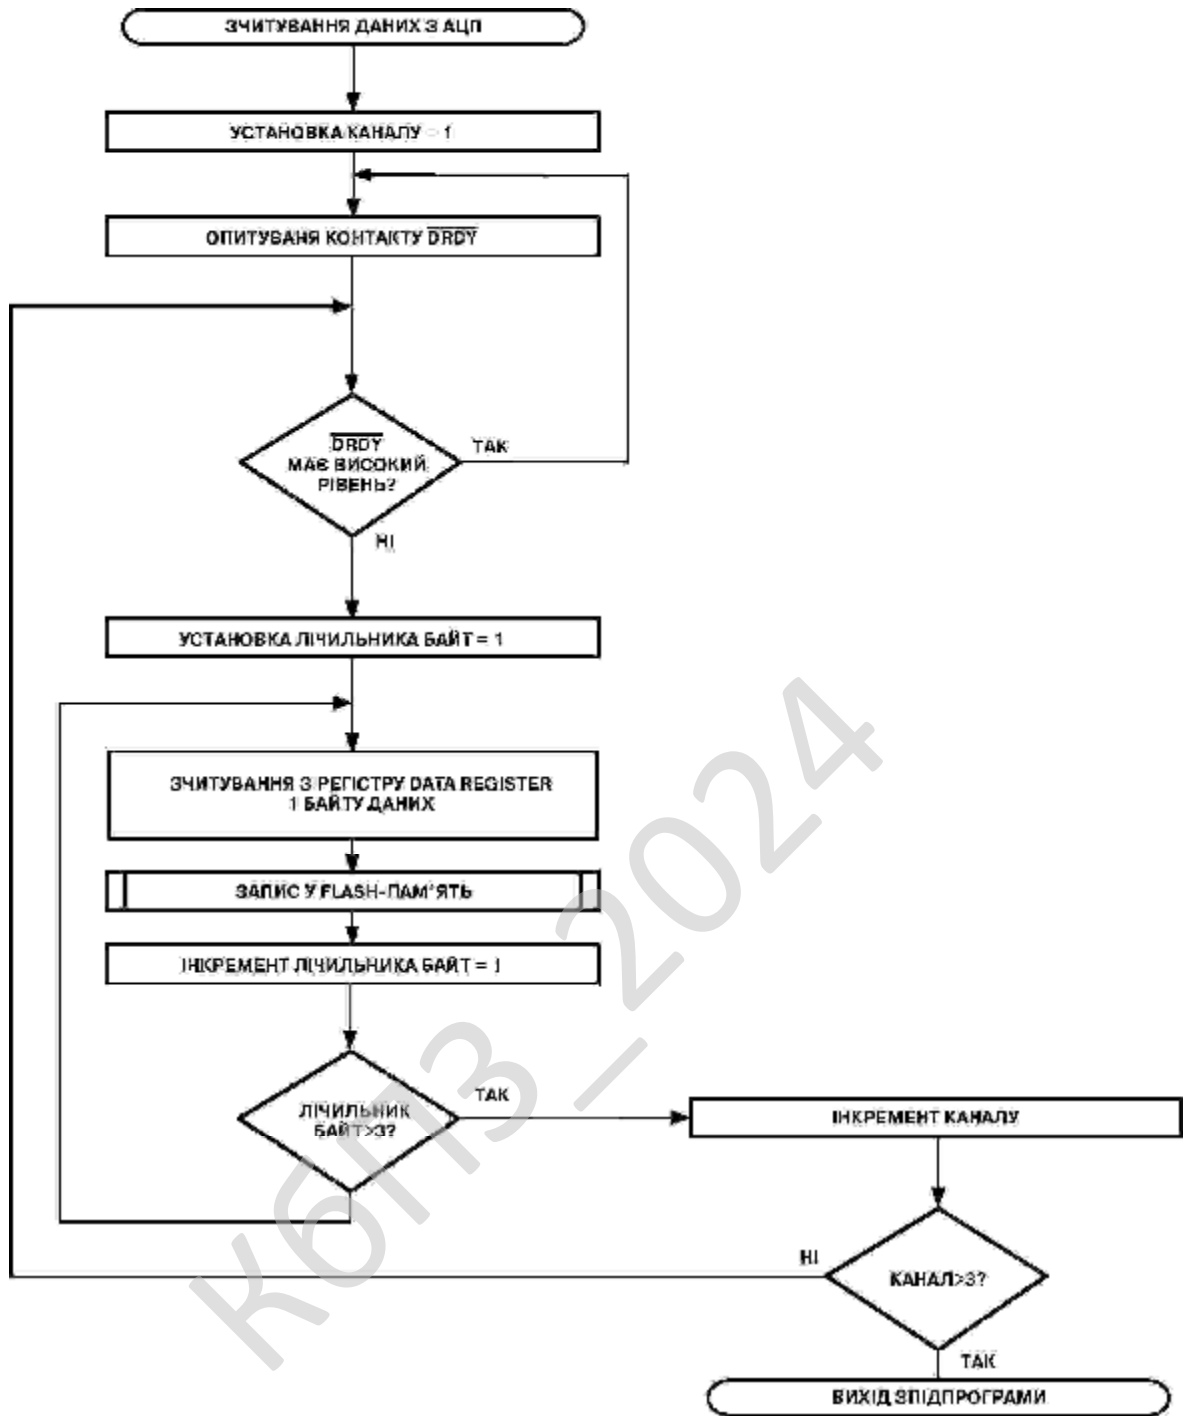 ЗЧИТУВАННЯ ДАНИХ З АЦП
УСТАНОВКА КАНАЛУ = 1
ОПИТУВАНЯ КОНТАКТУ DRDY
DRDY
МАЄ ВИСОКИЙ
РІВЕНЬ?
ТАК
НІ
УСТАНОВКА ЛІЧИЛЬНИКА БАЙТ = 1
ЗЧИТУВАННЯ З РЕГІСТРУ DATA REGISTER
1 БАЙТУ ДАНИХ
ЗАПИС У FLASH-ПАМ'ЯТЬ
ІНКРЕМЕНТ ЛІЧИЛЬНИКА БАЙТ = 1
ЛІЧИЛЬНИК
БАЙТ>3?
ТАК
ІНКРЕМЕНТ КАНАЛУ
НІ
КАНАЛ>3?
ТАК
ВИХІД ЗПІДПРОГРАМИ
КбПЗ_2024